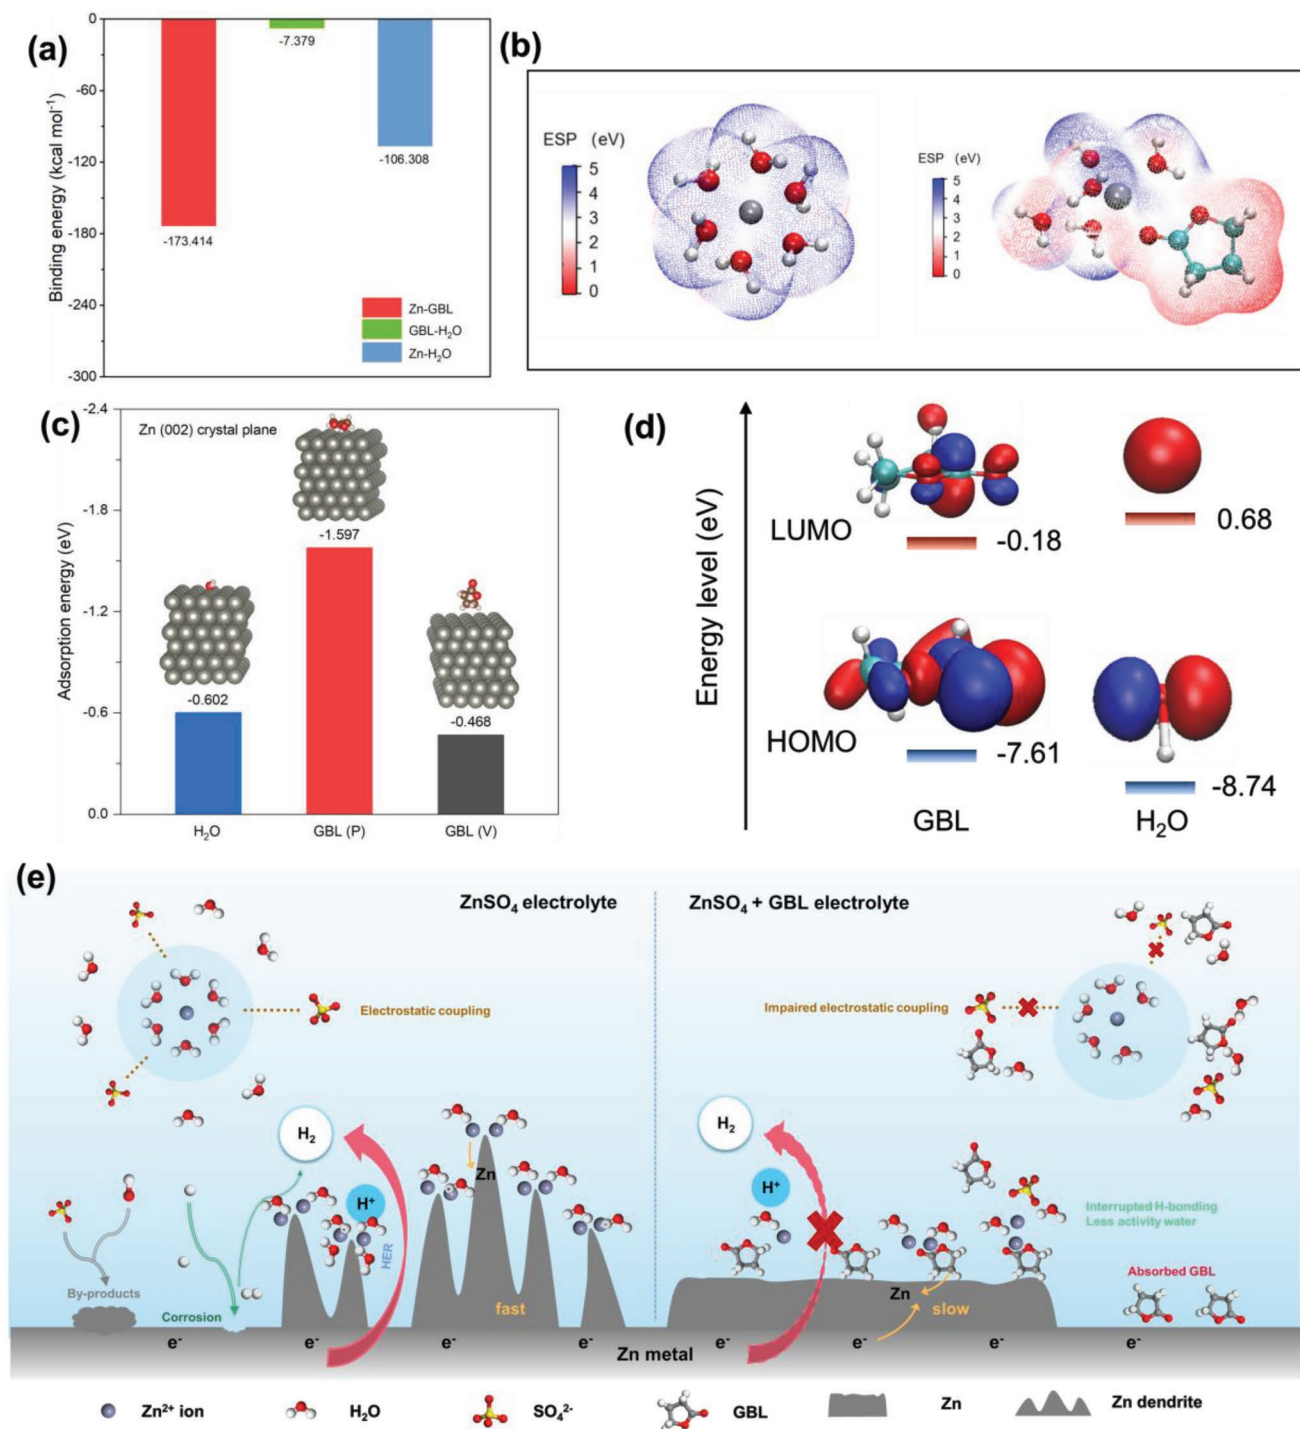 (a)
Binding energy (kcal mol⁻¹)
0
-60
-120
-180
-240
-300
-7.379
-106.308
-173.414
Zn-GBL
GBL-H₂O
Zn-H₂O
(b)
ESP (eV)
5
4
3
2
1
0
ESP (eV)
5
4
3
2
1
0
(c)
Adsorption energy (eV)
-2.4
-1.8
-1.2
-0.6
0.0
Zn (002) crystal plane
-1.597
-0.602
-0.468
H₂O
GBL (P)
GBL (V)
(d)
Energy level (eV)
LUMO
-0.18
0.68
HOMO
-7.61
-8.74
GBL
H₂O
(e)
ZnSO₄ electrolyte
ZnSO₄ + GBL electrolyte
Electrostatic coupling
Impaired electrostatic coupling
H₂
H⁺
HER
Zn
fast
By-products
Corrosion
H₂
H⁺
Zn
slow
Interrupted H-bonding
Less activity water
Absorbed GBL
e⁻ e⁻ e⁻ Zn metal e⁻ e⁻ e⁻ e⁻
Zn²⁺ ion
H₂O
SO₄²⁻
GBL
Zn
Zn dendrite